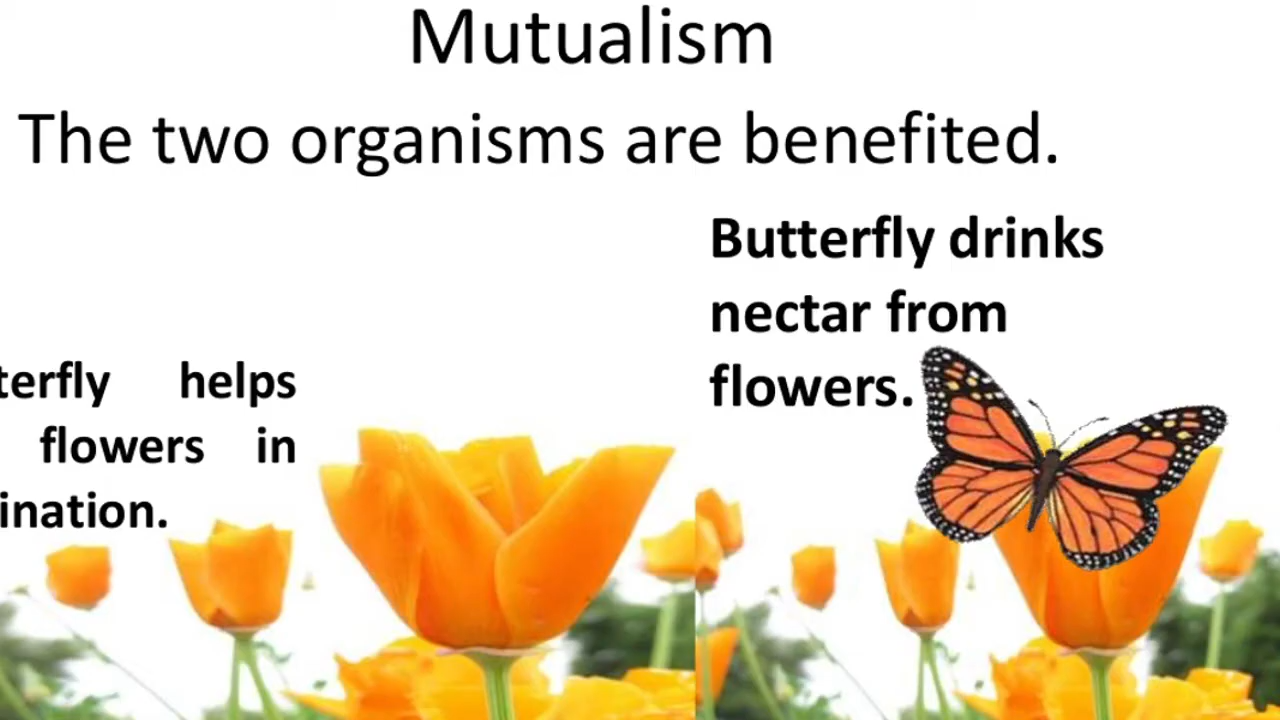 Mutualism
The two organisms are benefited.
Butterfly drinks
nectar from
flowers.
terfly helps
flowers in
ination.